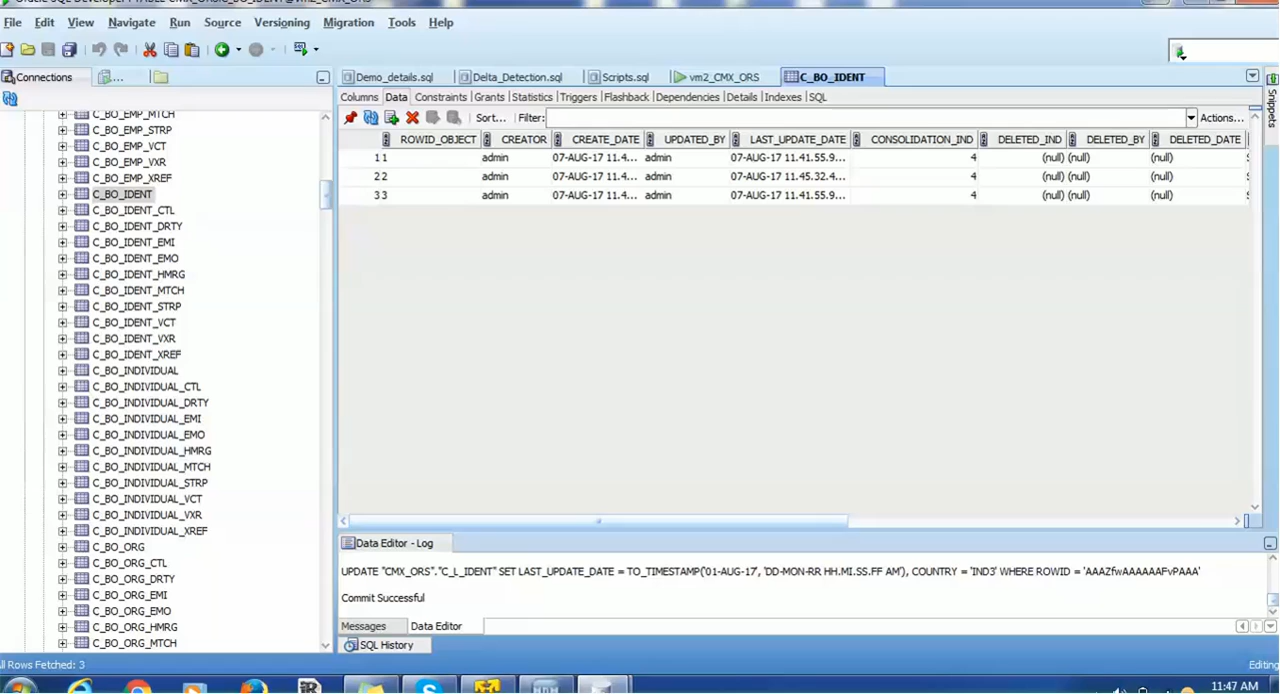 File Edit View Navigate Run Source Versioning Migration Tools Help
Connections ...
Demo_details.sql Delta_Detection.sql Scripts.sql vm2_CMX_ORS C_BO_IDENT
Columns Data Constraints Grants Statistics Triggers Flashback Dependencies Details Indexes SQL
Sort... Filter: Actions...
ROWID_OBJECT CREATOR CREATE_DATE UPDATED_BY LAST_UPDATE_DATE CONSOLIDATION_IND DELETED_IND DELETED_BY DELETED_DATE
1 1 admin 07-AUG-17 11.4... admin 07-AUG-17 11.41.55.9... 4 (null) (null) (null)
2 2 admin 07-AUG-17 11.4... admin 07-AUG-17 11.45.32.4... 4 (null) (null) (null)
3 3 admin 07-AUG-17 11.4... admin 07-AUG-17 11.41.55.9... 4 (null) (null) (null)
C_BO_EMP_MTCH
C_BO_EMP_STRP
C_BO_EMP_VCT
C_BO_EMP_VXR
C_BO_EMP_XREF
C_BO_IDENT
C_BO_IDENT_CTL
C_BO_IDENT_DRTY
C_BO_IDENT_EMI
C_BO_IDENT_EMO
C_BO_IDENT_HMRG
C_BO_IDENT_MTCH
C_BO_IDENT_STRP
C_BO_IDENT_VCT
C_BO_IDENT_VXR
C_BO_IDENT_XREF
C_BO_INDIVIDUAL
C_BO_INDIVIDUAL_CTL
C_BO_INDIVIDUAL_DRTY
C_BO_INDIVIDUAL_EMI
C_BO_INDIVIDUAL_EMO
C_BO_INDIVIDUAL_HMRG
C_BO_INDIVIDUAL_MTCH
C_BO_INDIVIDUAL_STRP
C_BO_INDIVIDUAL_VCT
C_BO_INDIVIDUAL_VXR
C_BO_INDIVIDUAL_XREF
C_BO_ORG
C_BO_ORG_CTL
C_BO_ORG_DRTY
C_BO_ORG_EMI
C_BO_ORG_EMO
C_BO_ORG_HMRG
C_BO_ORG_MTCH
Snippets
Data Editor - Log
UPDATE "CMX_ORS"."C_L_IDENT" SET LAST_UPDATE_DATE = TO_TIMESTAMP('01-AUG-17', 'DD-MON-RR HH.MI.SS.FF AM'), COUNTRY = 'IND3' WHERE ROWID = 'AAAZfwAAAAAAFvPAAA'
Commit Successful
Messages Data Editor
SQL History
All Rows Fetched: 3 Editing
11:47 AM